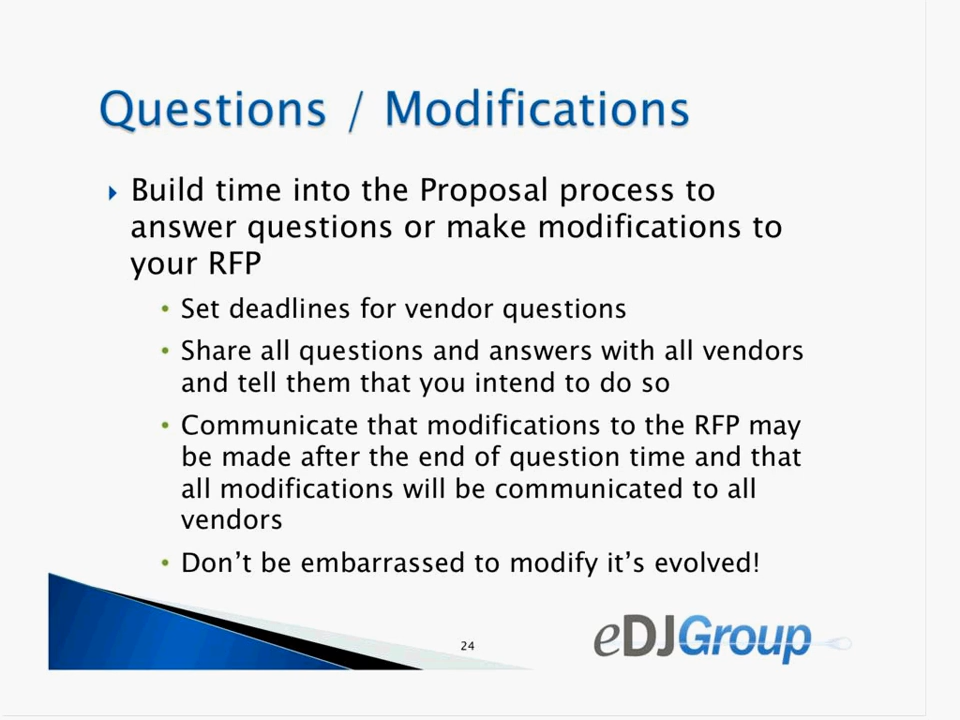 Questions / Modifications
Build time into the Proposal process to
answer questions or make modifications to
your RFP
• Set deadlines for vendor questions
• Share all questions and answers with all vendors
and tell them that you intend to do so
• Communicate that modifications to the RFP may
be made after the end of question time and that
all modifications will be communicated to all
vendors
• Don’t be embarrassed to modify it’s evolved!
24
eDJGroup